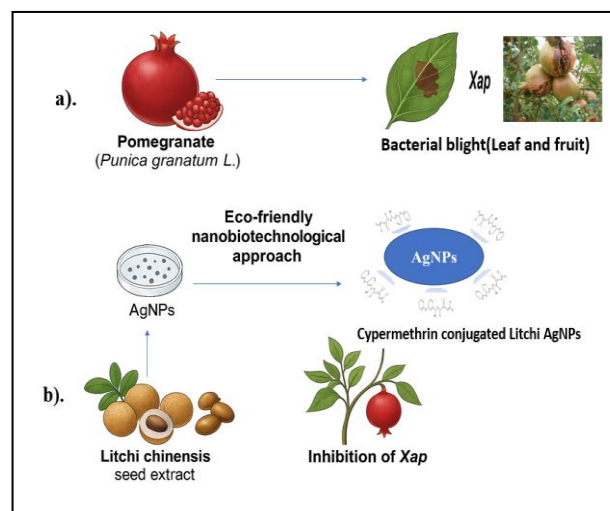 a).
Pomegranate
(Punica granatum L.)
Xap
Bacterial blight(Leaf and fruit)
Eco-friendly
nanobiotechnological
approach
AgNPs
AgNPs
Cypermethrin conjugated Litchi AgNPs
b).
Litchi chinensis
seed extract
Inhibition of Xap